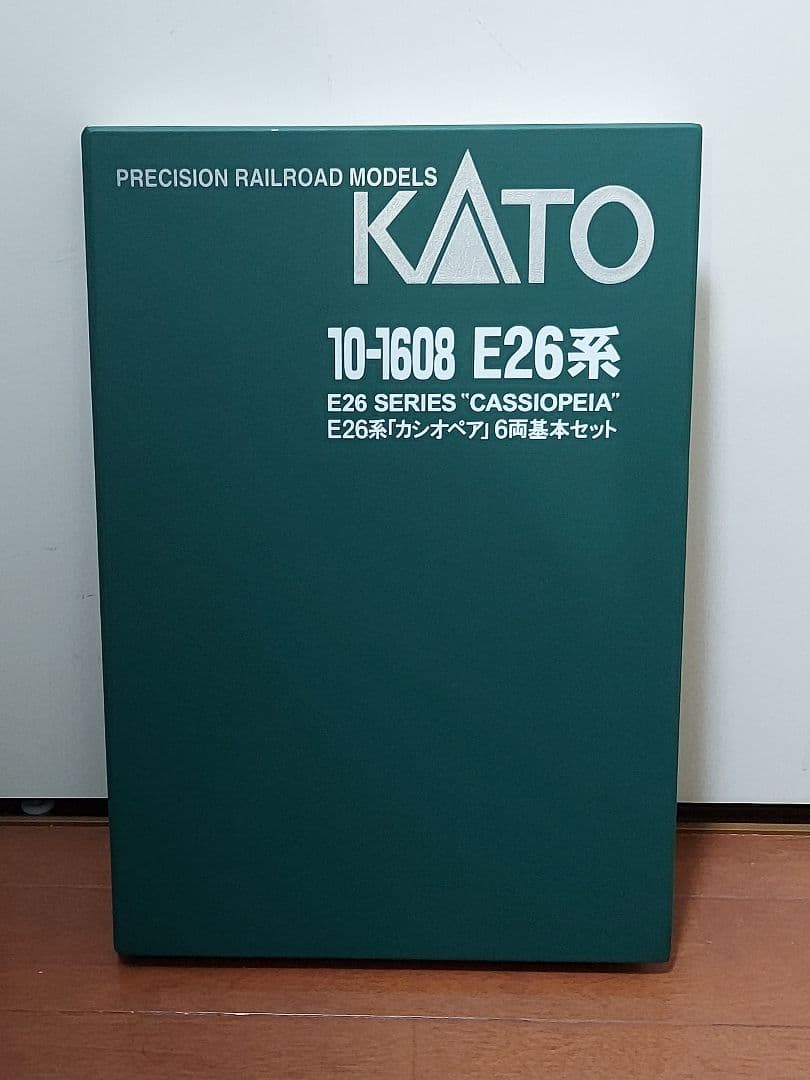 PRECISION RAILROAD MODELS
KATO
10-1608 E26系
E26 SERIES "CASSIOPEIA"
E26系「カシオペア」6両基本セット